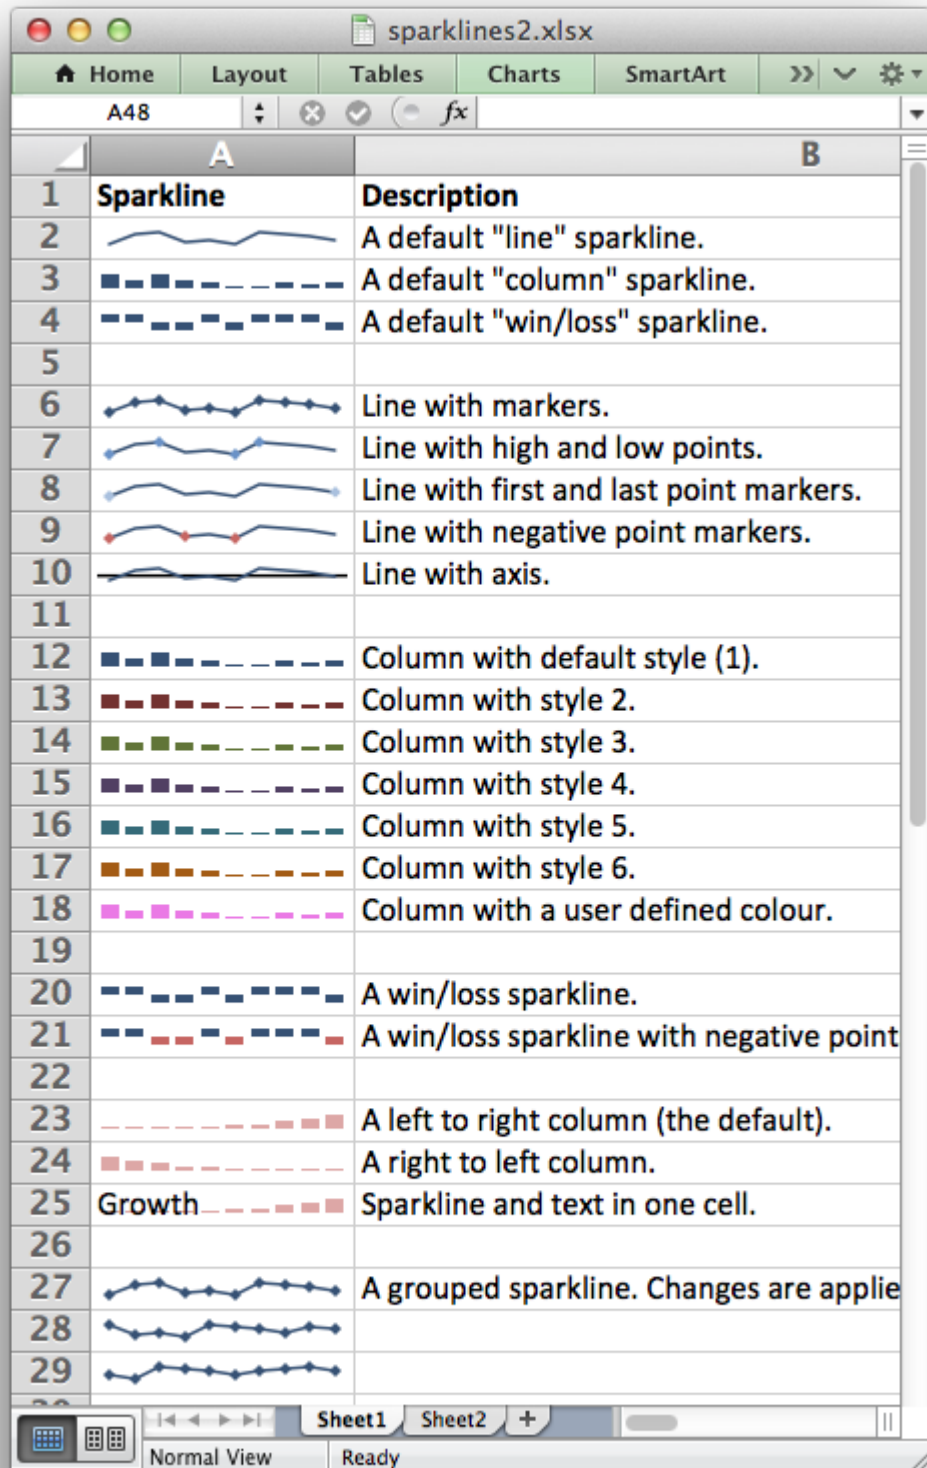 sparklines2.xlsx
Home Layout Tables Charts SmartArt
A48 fx
A B
1 Sparkline Description
2 A default "line" sparkline.
3 A default "column" sparkline.
4 A default "win/loss" sparkline.
5
6 Line with markers.
7 Line with high and low points.
8 Line with first and last point markers.
9 Line with negative point markers.
10 Line with axis.
11
12 Column with default style (1).
13 Column with style 2.
14 Column with style 3.
15 Column with style 4.
16 Column with style 5.
17 Column with style 6.
18 Column with a user defined colour.
19
20 A win/loss sparkline.
21 A win/loss sparkline with negative point
22
23 A left to right column (the default).
24 A right to left column.
25 Growth Sparkline and text in one cell.
26
27 A grouped sparkline. Changes are applie
28
29
Sheet1 Sheet2 +
Normal View Ready